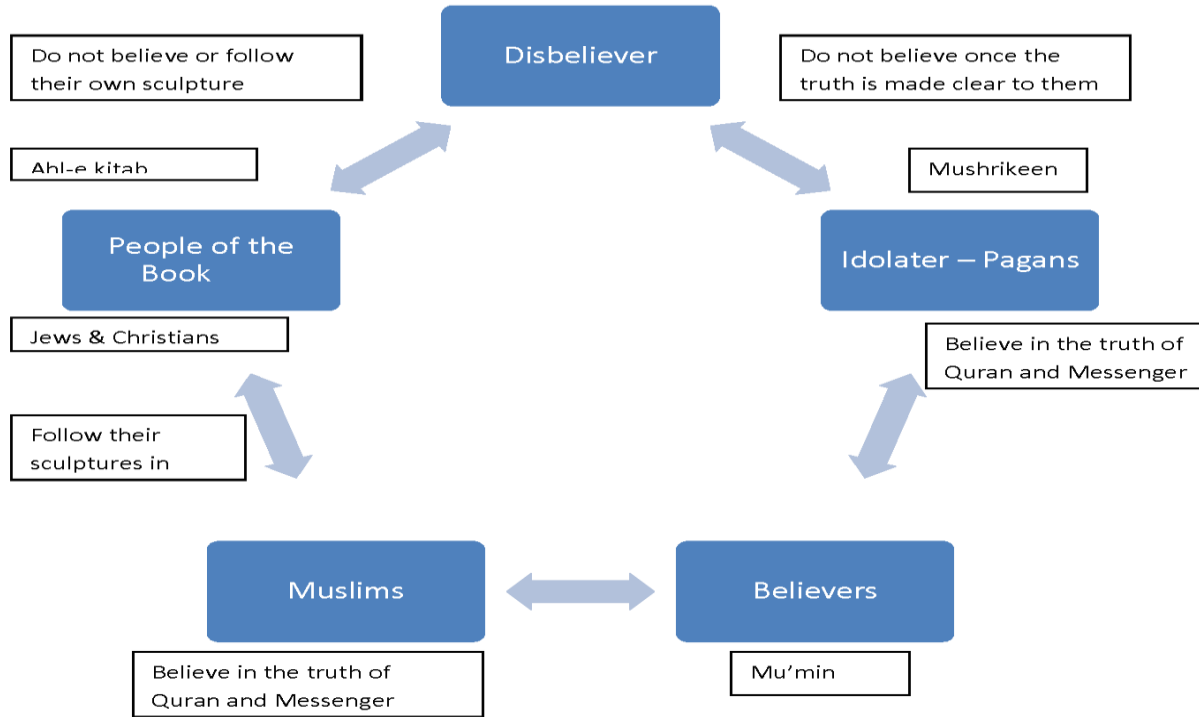 Do not believe or follow
their own sculpture
Disbeliever
Do not believe once the
truth is made clear to them
Ahl-e kitab
Mushrikeen
People of the
Book
Idolater – Pagans
Jews & Christians
Believe in the truth of
Quran and Messenger
Follow their
sculptures in
Muslims
Believers
Believe in the truth of
Quran and Messenger
Mu’min